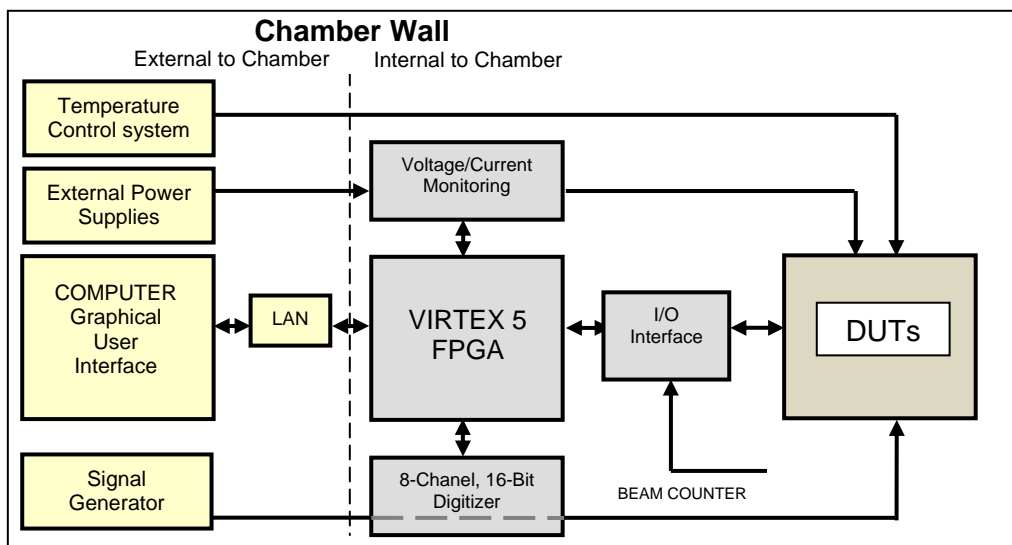 Chamber Wall
External to Chamber
Internal to Chamber
Temperature
Control system
External Power
Supplies
Voltage/Current
Monitoring
COMPUTER
Graphical
User
Interface
LAN
VIRTEX 5
FPGA
I/O
Interface
DUTs
Signal
Generator
8-Chanel, 16-Bit
Digitizer
BEAM COUNTER